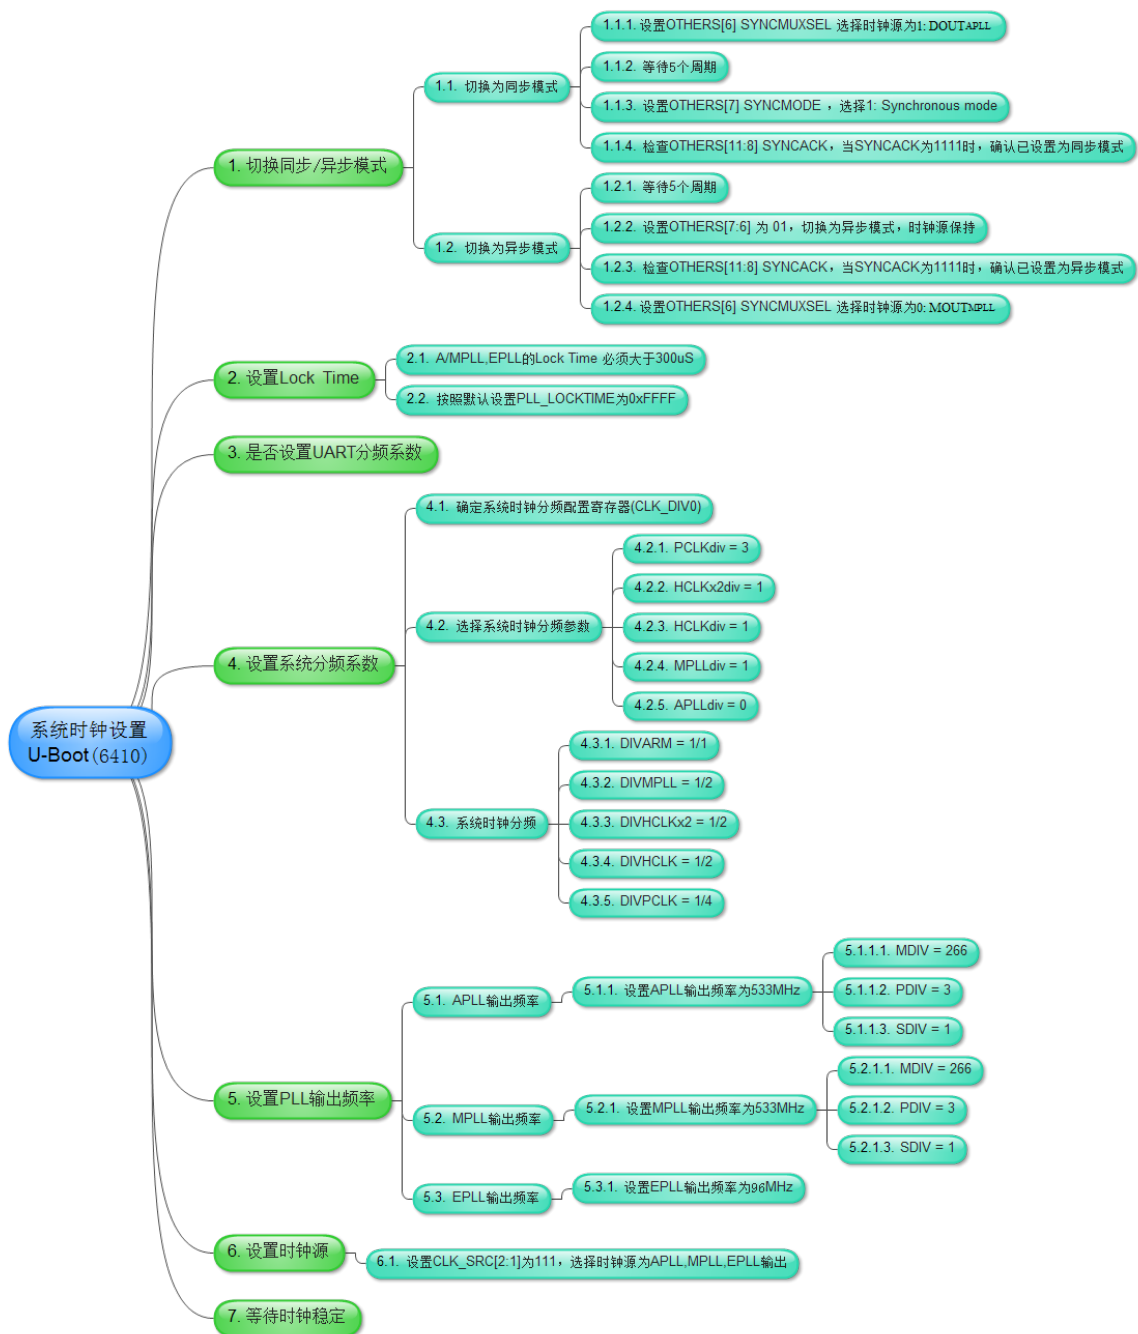 系统时钟设置
U-Boot(6410)
1. 切换同步/异步模式
1.1. 切换为同步模式
1.1.1. 设置OTHERS[6] SYNCMUXSEL 选择时钟源为1: DOUTAPLL
1.1.2. 等待5个周期
1.1.3. 设置OTHERS[7] SYNCMODE ，选择1: Synchronous mode
1.1.4. 检查OTHERS[11:8] SYNCACK，当SYNCACK为1111时，确认已设置为同步模式
1.2. 切换为异步模式
1.2.1. 等待5个周期
1.2.2. 设置OTHERS[7:6] 为 01，切换为异步模式，时钟源保持
1.2.3. 检查OTHERS[11:8] SYNCACK，当SYNCACK为1111时，确认已设置为异步模式
1.2.4. 设置OTHERS[6] SYNCMUXSEL 选择时钟源为0: MOUTMPLL
2. 设置Lock Time
2.1. A/MPLL,EPLL的Lock Time 必须大于300uS
2.2. 按照默认设置PLL_LOCKTIME为0xFFFF
3. 是否设置UART分频系数
4. 设置系统分频系数
4.1. 确定系统时钟分频配置寄存器(CLK_DIV0)
4.2. 选择系统时钟分频参数
4.2.1. PCLKdiv = 3
4.2.2. HCLKx2div = 1
4.2.3. HCLKdiv = 1
4.2.4. MPLLdiv = 1
4.2.5. APLLdiv = 0
4.3. 系统时钟分频
4.3.1. DIVARM = 1/1
4.3.2. DIVMPLL = 1/2
4.3.3. DIVHCLKx2 = 1/2
4.3.4. DIVHCLK = 1/2
4.3.5. DIVPCLK = 1/4
5. 设置PLL输出频率
5.1. APLL输出频率
5.1.1. 设置APLL输出频率为533MHz
5.1.1.1. MDIV = 266
5.1.1.2. PDIV = 3
5.1.1.3. SDIV = 1
5.2. MPLL输出频率
5.2.1. 设置MPLL输出频率为533MHz
5.2.1.1. MDIV = 266
5.2.1.2. PDIV = 3
5.2.1.3. SDIV = 1
5.3. EPLL输出频率
5.3.1. 设置EPLL输出频率为96MHz
6. 设置时钟源
6.1. 设置CLK_SRC[2:1]为111，选择时钟源为APLL,MPLL,EPLL输出
7. 等待时钟稳定